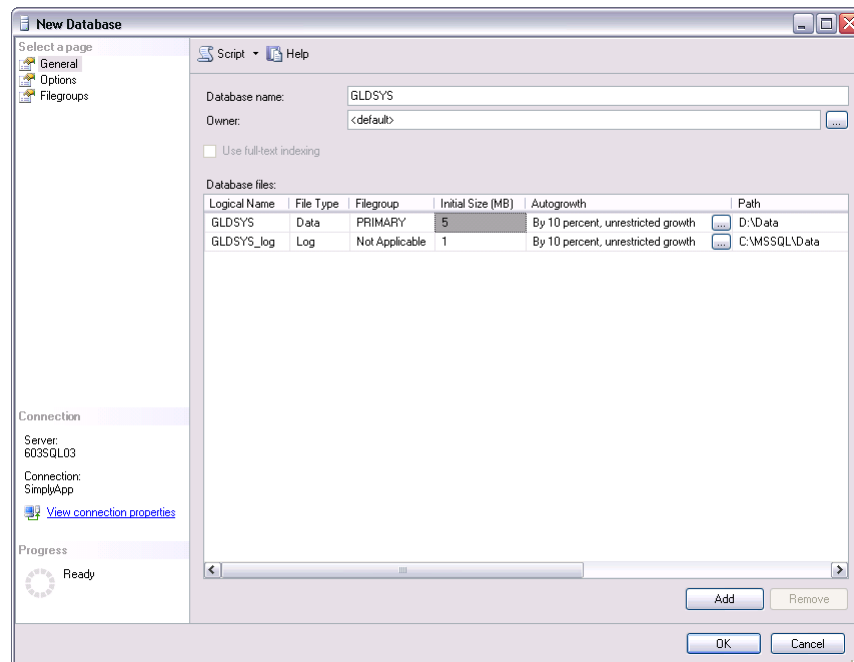 New Database
Select a page
General
Options
Filegroups
Script Help
Database name: GLDSYS
Owner: <default> ...
Use full-text indexing
Database files:
Logical Name File Type Filegroup Initial Size (MB) Autogrowth Path
GLDSYS Data PRIMARY 5 By 10 percent, unrestricted growth ... D:\Data
GLDSYS_log Log Not Applicable 1 By 10 percent, unrestricted growth ... C:\MSSQL\Data
Connection
Server:
603SQL03
Connection:
SimplyApp
View connection properties
Progress
Ready
Add Remove
OK Cancel